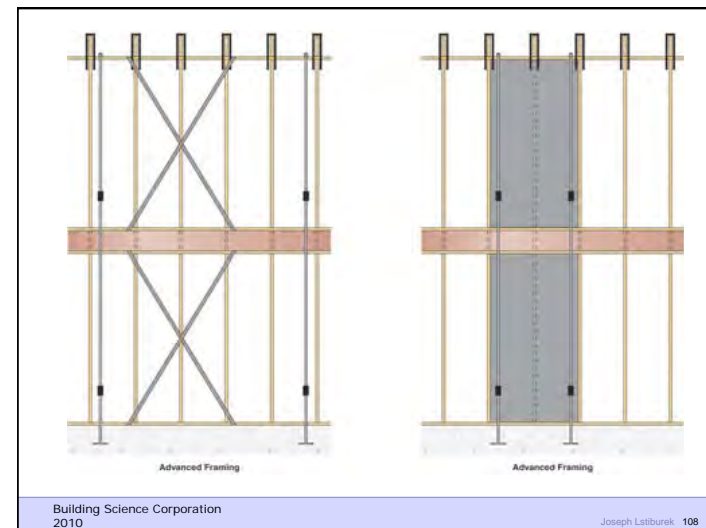 Advanced Framing
Advanced Framing
Building Science Corporation
2010
Joseph Lstiburek 108